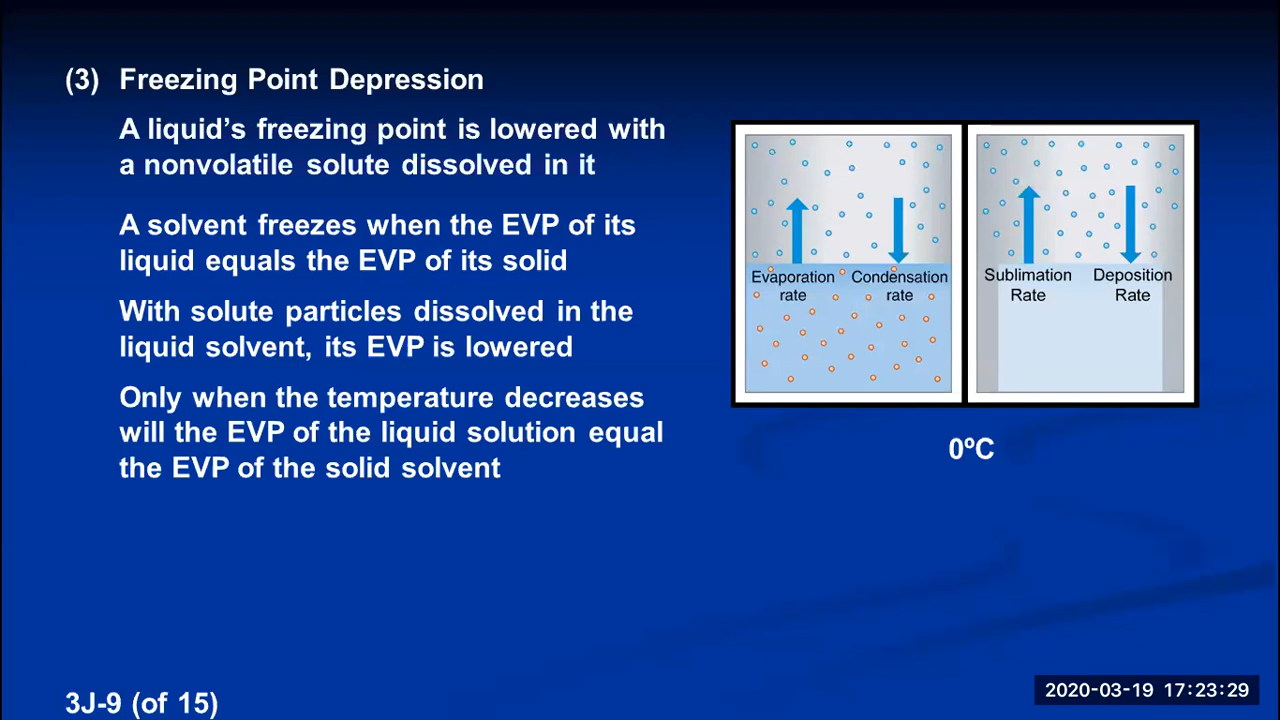 (3) Freezing Point Depression
A liquid's freezing point is lowered with
a nonvolatile solute dissolved in it
A solvent freezes when the EVP of its
liquid equals the EVP of its solid
With solute particles dissolved in the
liquid solvent, its EVP is lowered
Only when the temperature decreases
will the EVP of the liquid solution equal
the EVP of the solid solvent
Evaporation
rate
Condensation
rate
Sublimation
Rate
Deposition
Rate
0ºC
3J-9 (of 15)
2020-03-19 17:23:29